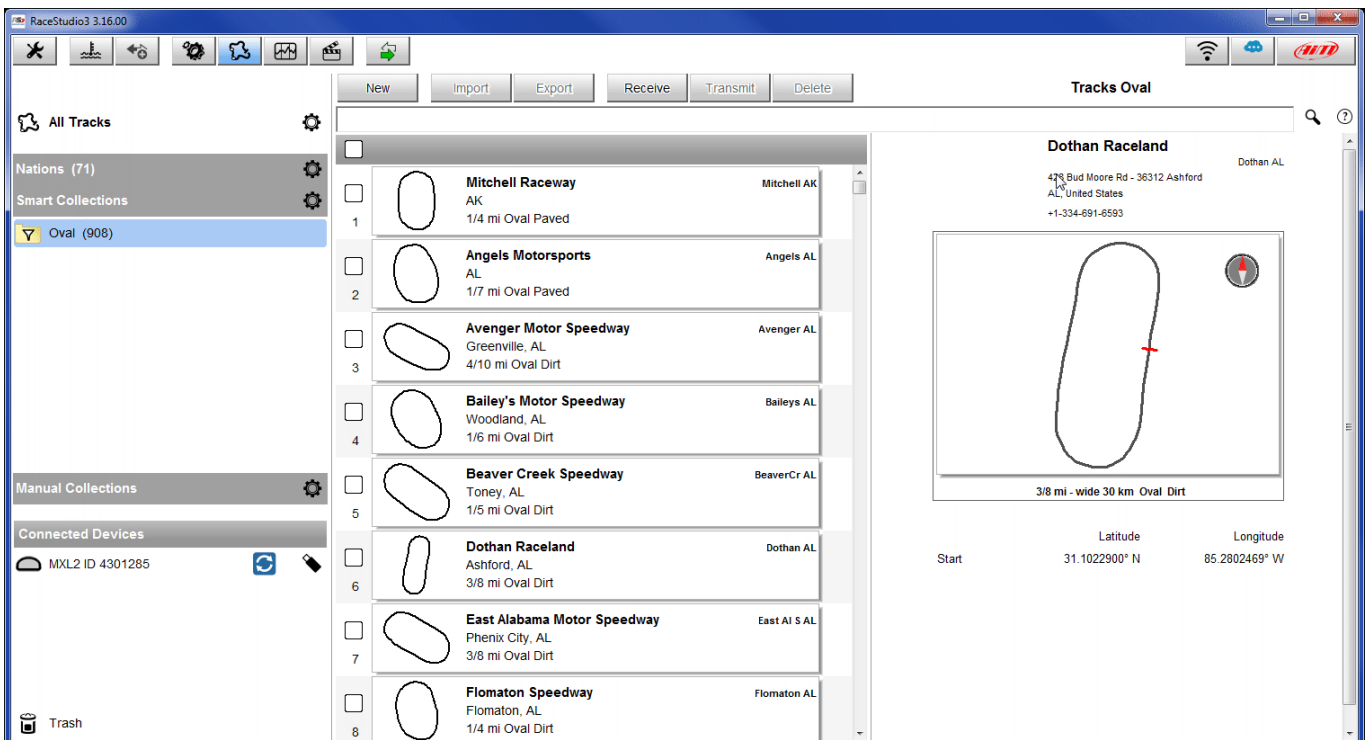 RaceStudio3 3.16.00
AiM
New Import Export Receive Transmit Delete
Tracks Oval
All Tracks
Nations (71)
Smart Collections
Oval (908)
Manual Collections
Connected Devices
MXL2 ID 4301285
Trash
Mitchell Raceway Mitchell AK
AK
1/4 mi Oval Paved
1
Angels Motorsports Angels AL
AL
1/7 mi Oval Paved
2
Avenger Motor Speedway Avenger AL
Greenville, AL
4/10 mi Oval Dirt
3
Bailey's Motor Speedway Baileys AL
Woodland, AL
1/6 mi Oval Dirt
4
Beaver Creek Speedway BeaverCr AL
Toney, AL
1/5 mi Oval Dirt
5
Dothan Raceland Dothan AL
Ashford, AL
3/8 mi Oval Dirt
6
East Alabama Motor Speedway East Al S AL
Phenix City, AL
3/8 mi Oval Dirt
7
Flomaton Speedway Flomaton AL
Flomaton, AL
1/4 mi Oval Dirt
8
Dothan Raceland
Dothan AL
Bud Moore Rd - 36312 Ashford
AL, United States
+1-334-691-6593
3/8 mi - wide 30 km Oval Dirt
Latitude Longitude
Start 31.1022900° N 85.2802469° W